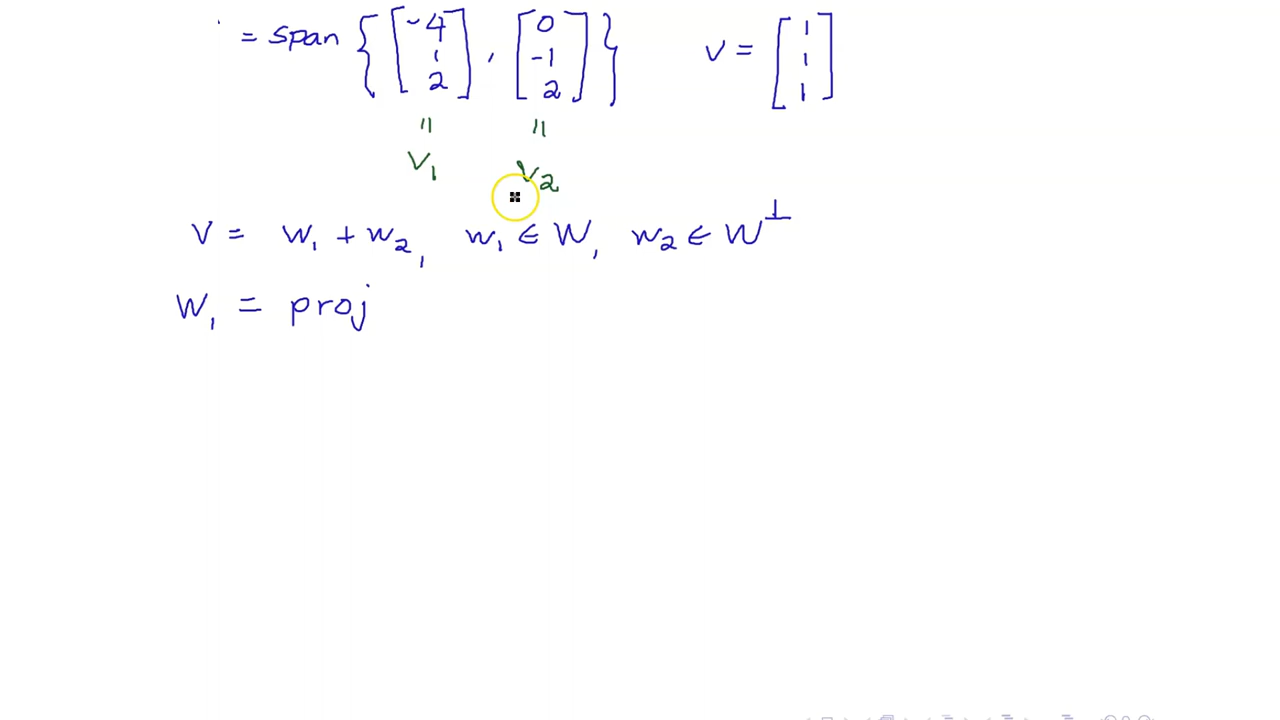 = span { [-4 1 2], [0 -1 2] } v = [1 1 1]
= =
v₁ v₂
v = w₁ + w₂, w₁ ∈ W, w₂ ∈ W⊥
w₁ = proj